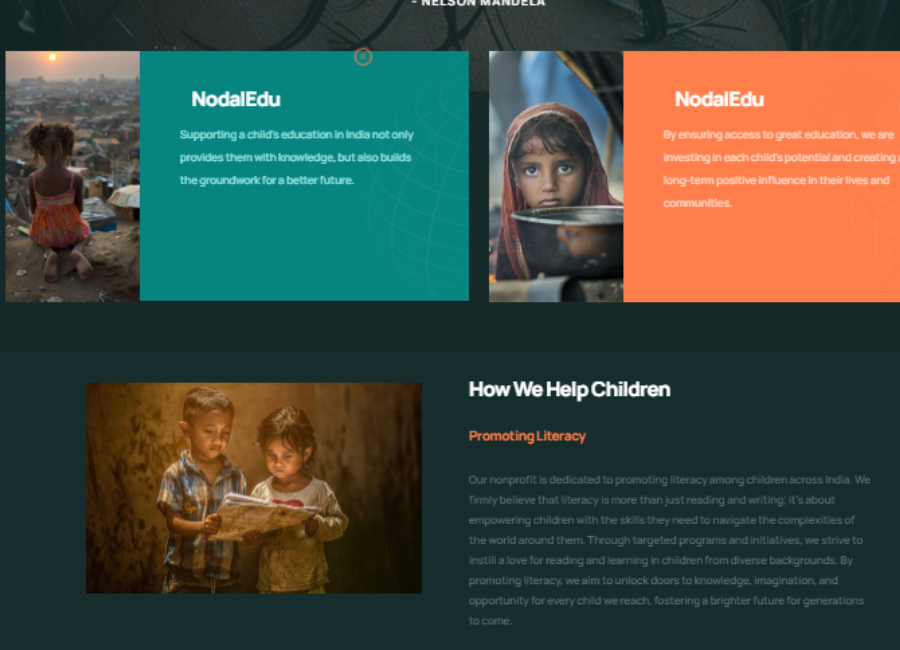 - NELSON MANDELA
NodalEdu
Supporting a child's education in India not only
provides them with knowledge, but also builds
the groundwork for a better future.
NodalEdu
By ensuring access to great education, we are
investing in each child's potential and creating
long-term positive influence in their lives and
communities.
How We Help Children
Promoting Literacy
Our nonprofit is dedicated to promoting literacy among children across India. We
firmly believe that literacy is more than just reading and writing; it's about
empowering children with the skills they need to navigate the complexities of
the world around them. Through targeted programs and initiatives, we strive to
instill a love for reading and learning in children from diverse backgrounds. By
promoting literacy, we aim to unlock doors to knowledge, imagination, and
opportunity for every child we reach, fostering a brighter future for generations
to come.